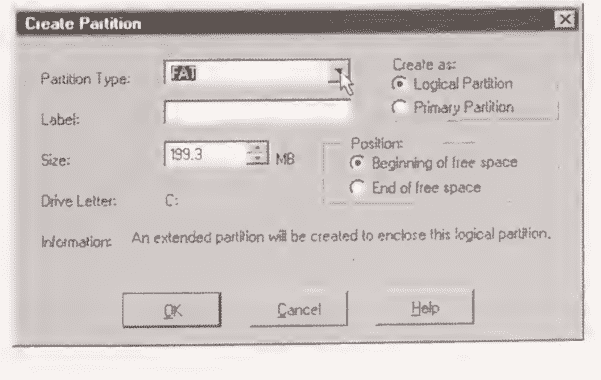 Create Partition
Partition Type: FAT
Create as:
Logical Partition
Primary Partition
Label:
Size: 199.3 MB
Position:
Beginning of free space
End of free space
Drive Letter: C:
Information: An extended partition will be created to enclose this logical partition.
OK Cancel Help